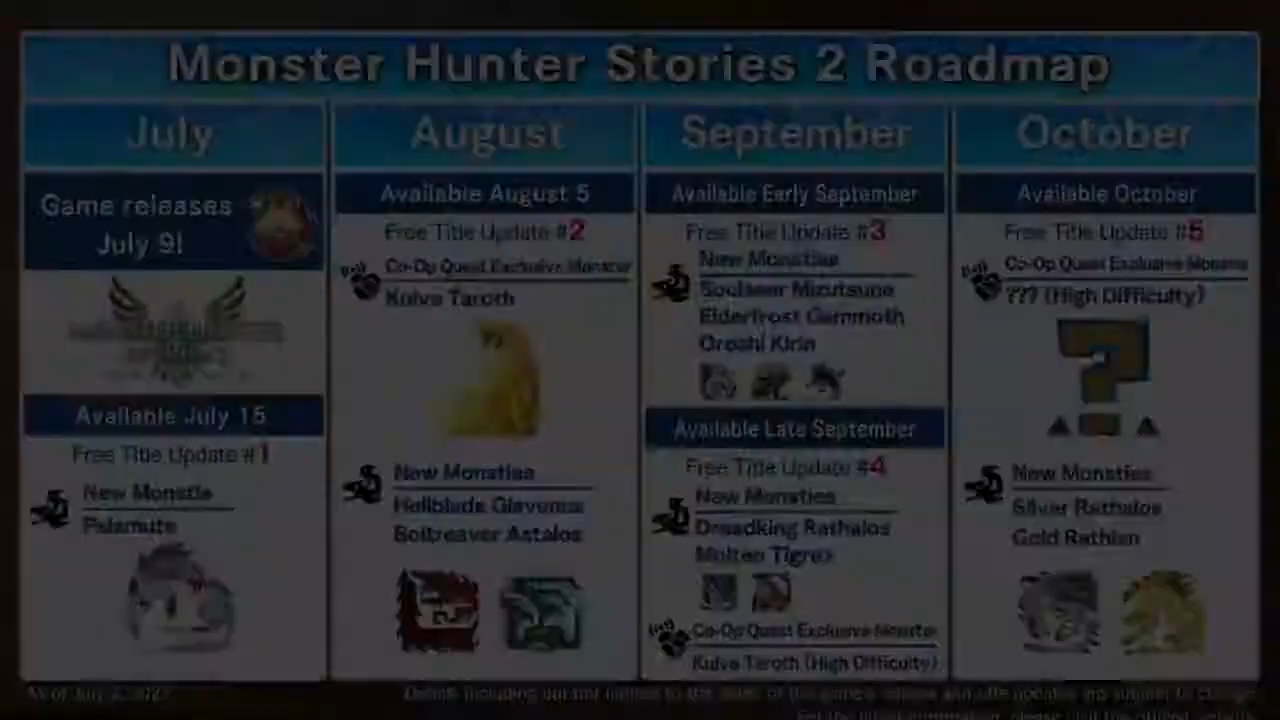 Monster Hunter Stories 2 Roadmap
July
Game releases
July 9!
Available July 15
Free Title Update #1
New Monstie
Palamute
August
Available August 5
Free Title Update #2
Co-Op Quest Exclusive Monster
Kulve Taroth
New Monsties
Hellblade Glavenus
Boltreaver Astalos
September
Available Early September
Free Title Update #3
New Monsties
Soulseer Mizutsune
Elderfrost Gammoth
Oroshi Kirin
Available Late September
Free Title Update #4
New Monsties
Dreadking Rathalos
Molten Tigrex
Co-Op Quest Exclusive Monster
Kulve Taroth (High Difficulty)
October
Available October
Free Title Update #5
Co-Op Quest Exclusive Monster
??? (High Difficulty)
New Monsties
Silver Rathalos
Gold Rathian